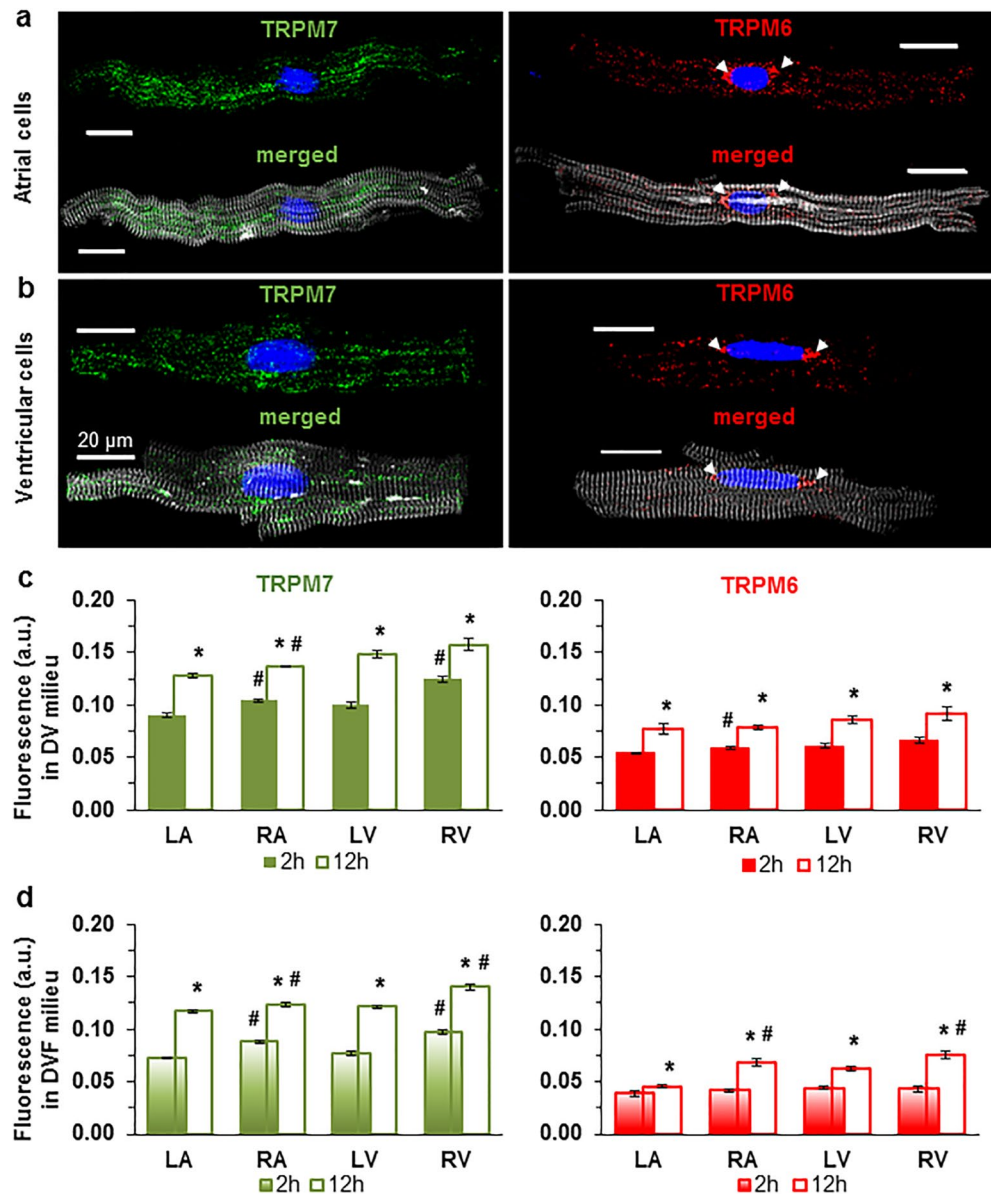 a
TRPM7
TRPM6
Atrial cells
merged
merged
b
TRPM7
TRPM6
Ventricular cells
merged
merged
20 µm
c
TRPM7
TRPM6
Fluorescence (a.u.)
in DV milieu
0.20
0.15
0.10
0.05
0.00
*
# * #
*
# *
LA RA LV RV
2h 12h
0.20
0.15
0.10
0.05
0.00
*
# *
*
*
LA RA LV RV
2h 12h
d
Fluorescence (a.u.)
in DVF milieu
0.20
0.15
0.10
0.05
0.00
*
# * #
*
# * #
LA RA LV RV
2h 12h
0.20
0.15
0.10
0.05
0.00
*
* #
*
* #
LA RA LV RV
2h 12h